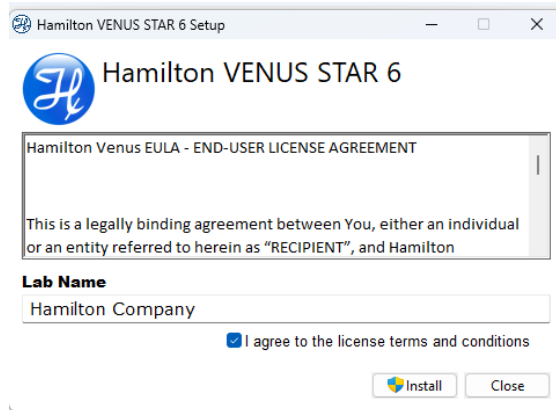 Hamilton VENUS STAR 6 Setup
Hamilton VENUS STAR 6
Hamilton Venus EULA - END-USER LICENSE AGREEMENT
This is a legally binding agreement between You, either an individual
or an entity referred to herein as “RECIPIENT”, and Hamilton
Lab Name
Hamilton Company
I agree to the license terms and conditions
Install Close